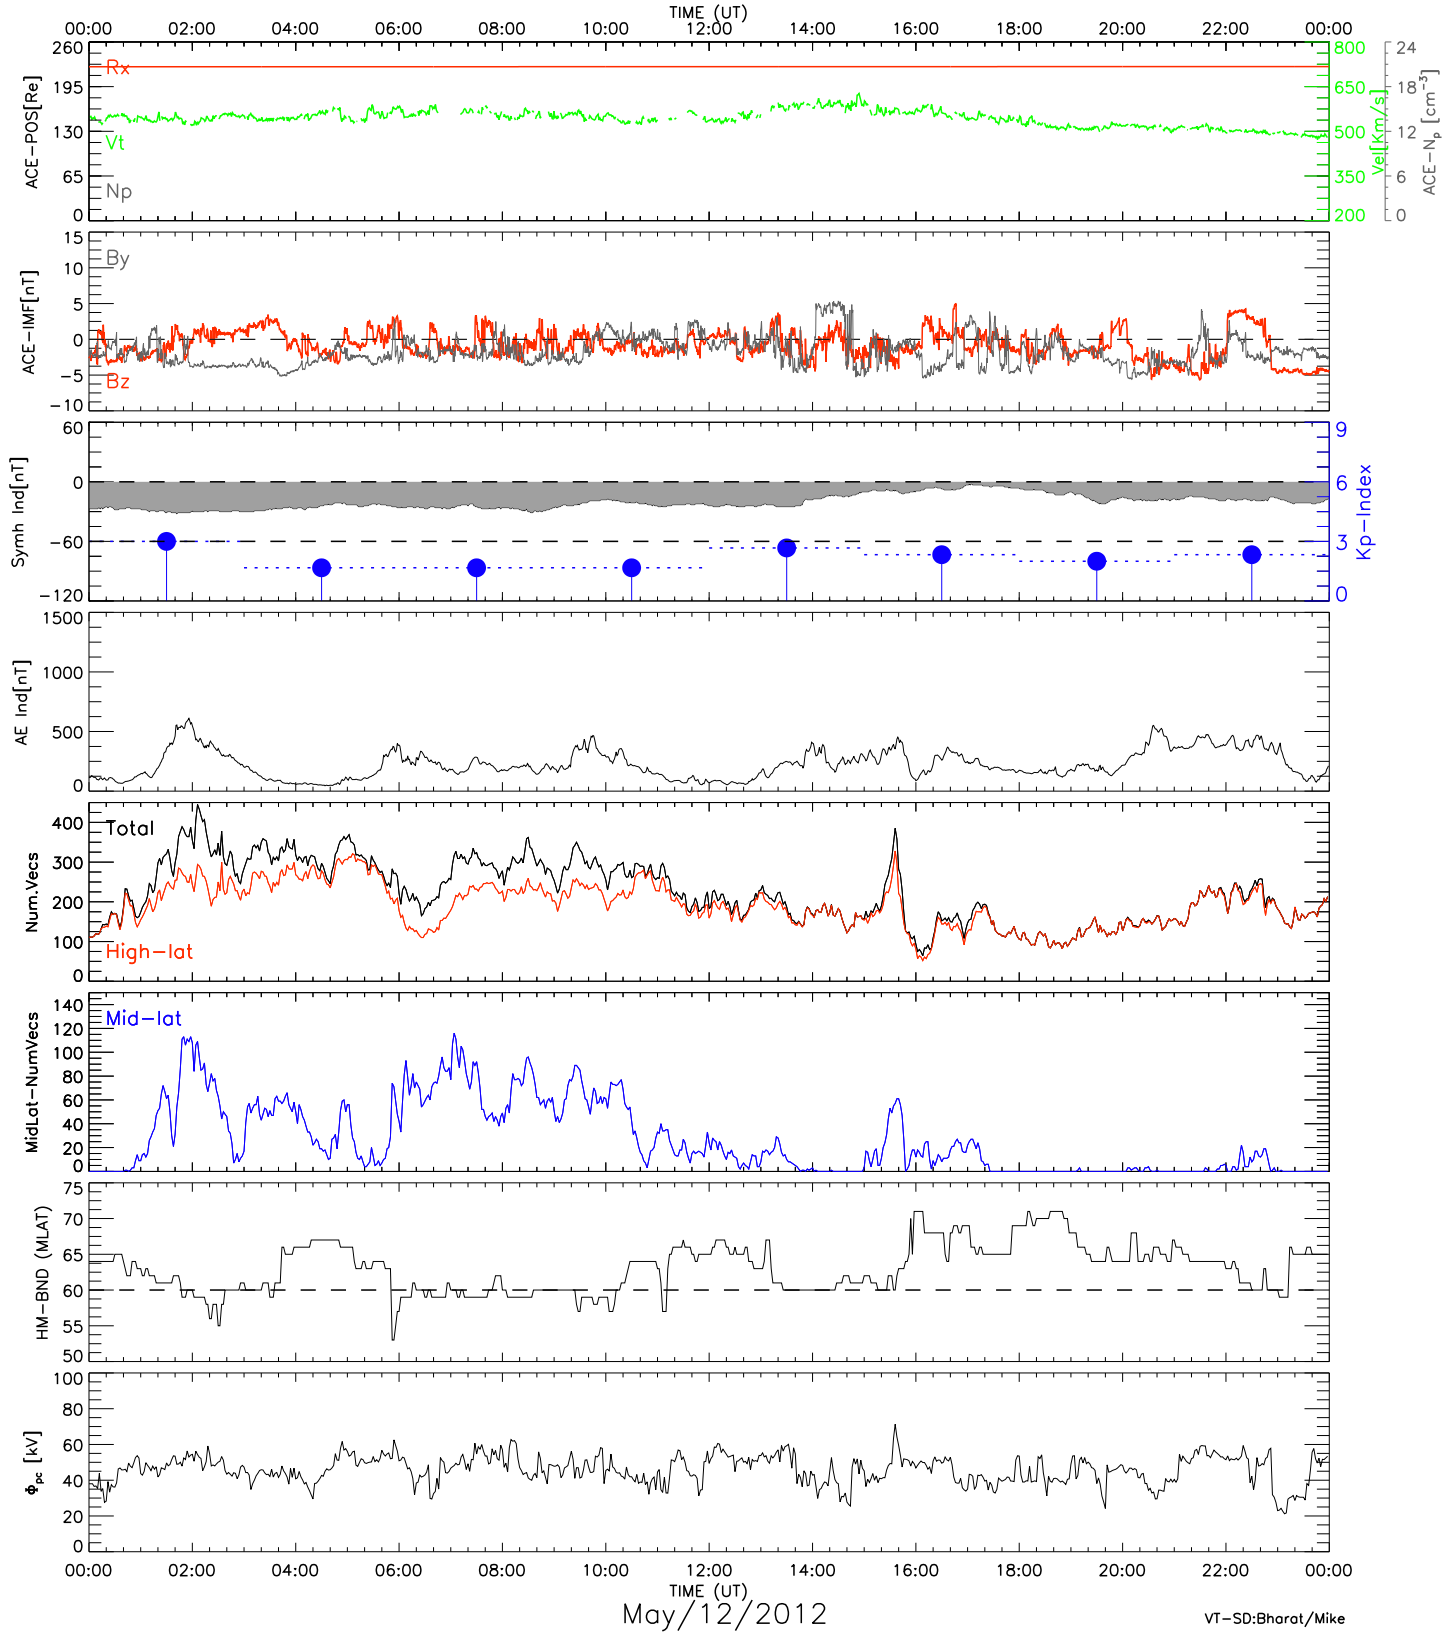 TIME (UT)
00:00 02:00 04:00 06:00 08:00 10:00 12:00 14:00 16:00 18:00 20:00 22:00 00:00
260 195 130 65 0
ACE-POS[Re]
Rx
Vt
Np
800 650 500 350 200
Vel[Km/s]
24 18 12 6 0
ACE-Np [cm⁻³]
15 10 5 0 -5 -10
ACE-IMF[nT]
By
Bz
60 0 -60 -120
Symh Ind[nT]
9 6 3 0
Kp-Index
1500 1000 500 0
AE Ind[nT]
400 300 200 100 0
Num.Vecs
Total
High-lat
140 120 100 80 60 40 20 0
MidLat-NumVecs
Mid-lat
75 70 65 60 55 50
HM-BND (MLAT)
100 80 60 40 20 0
Φpc [kV]
00:00 02:00 04:00 06:00 08:00 10:00 12:00 14:00 16:00 18:00 20:00 22:00 00:00
TIME (UT)
May/12/2012
VT-SD:Bharat/Mike